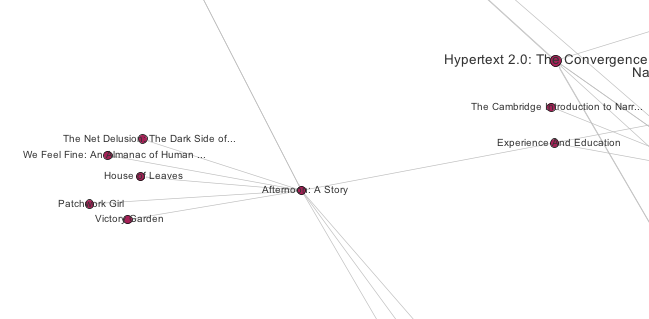 Hypertext 2.0: The Convergence
Na
The Cambridge Introduction to Narr...
The Net Delusion: The Dark Side of...
Experience and Education
We Feel Fine: An Almanac of Human ...
House of Leaves
Afternoon: A Story
Patchwork Girl
Victory Garden